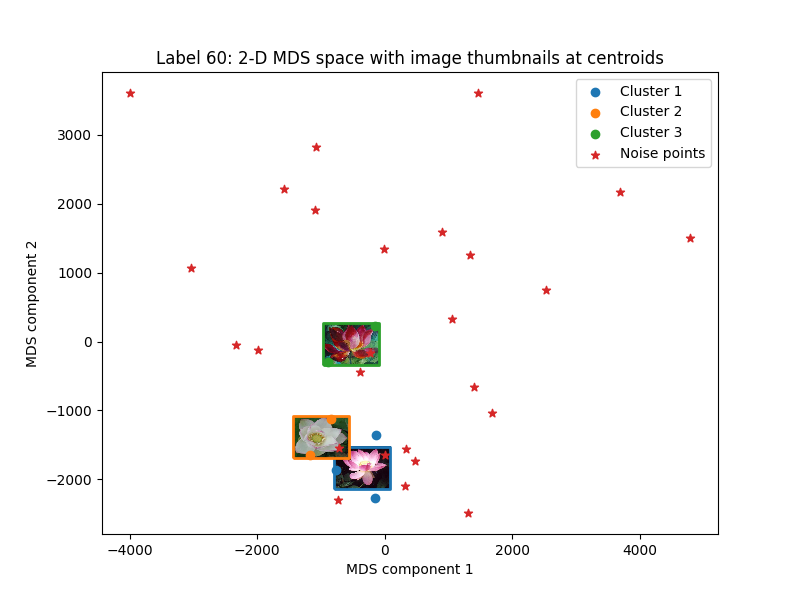 Label 60: 2-D MDS space with image thumbnails at centroids
Cluster 1
Cluster 2
Cluster 3
Noise points
3000
2000
1000
0
−1000
−2000
MDS component 2
−4000
−2000
0
2000
4000
MDS component 1